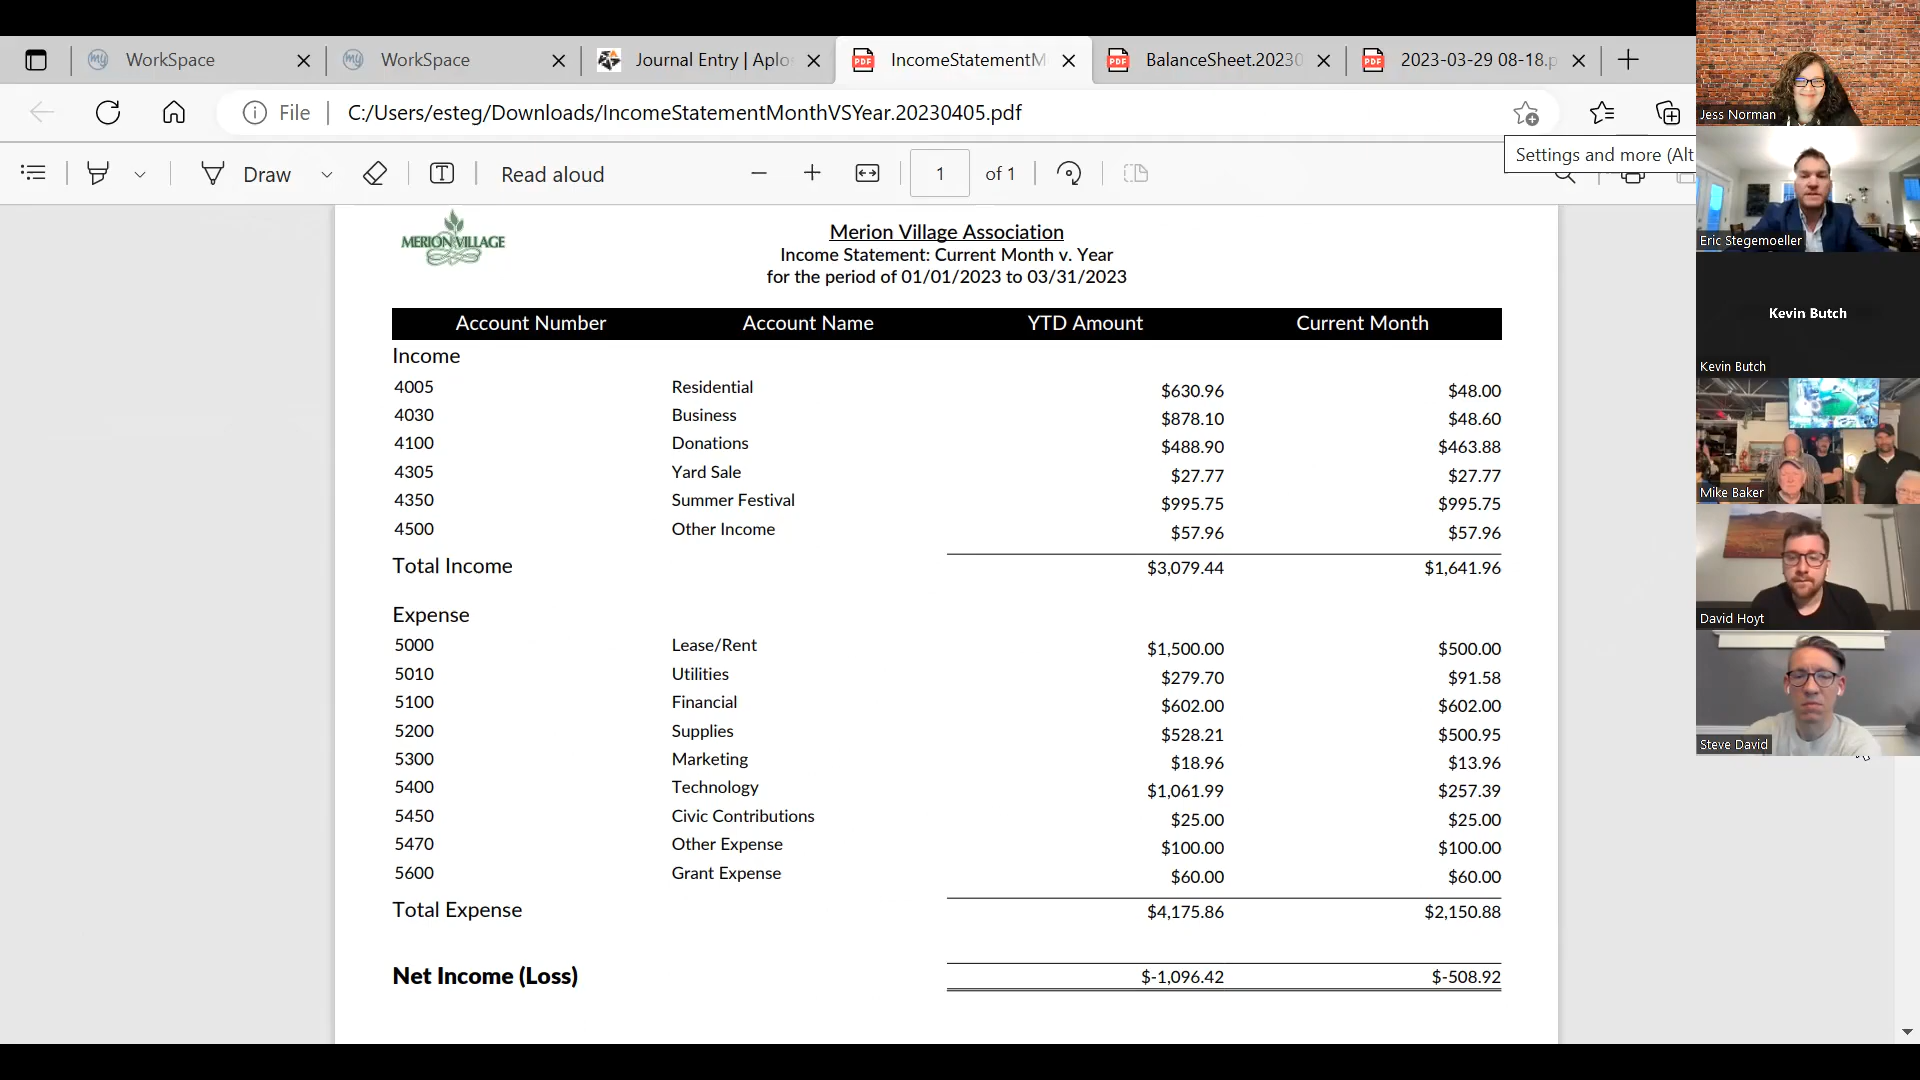 WorkSpace
WorkSpace
Journal Entry | Aplo
IncomeStatementM
BalanceSheet.20230
2023-03-29 08-18.p
File
C:/Users/esteg/Downloads/IncomeStatementMonthVSYear.20230405.pdf
Settings and more (Alt
Draw
Read aloud
1
of 1
MERION VILLAGE
Merion Village Association
Income Statement: Current Month v. Year
for the period of 01/01/2023 to 03/31/2023
Account Number Account Name YTD Amount Current Month
Income
4005 Residential $630.96 $48.00
4030 Business $878.10 $48.60
4100 Donations $488.90 $463.88
4305 Yard Sale $27.77 $27.77
4350 Summer Festival $995.75 $995.75
4500 Other Income $57.96 $57.96
Total Income $3,079.44 $1,641.96
Expense
5000 Lease/Rent $1,500.00 $500.00
5010 Utilities $279.70 $91.58
5100 Financial $602.00 $602.00
5200 Supplies $528.21 $500.95
5300 Marketing $18.96 $13.96
5400 Technology $1,061.99 $257.39
5450 Civic Contributions $25.00 $25.00
5470 Other Expense $100.00 $100.00
5600 Grant Expense $60.00 $60.00
Total Expense $4,175.86 $2,150.88
Net Income (Loss) $-1,096.42 $-508.92
Jess Norman
Eric Stegemoeller
Kevin Butch
Kevin Butch
Mike Baker
David Hoyt
Steve David